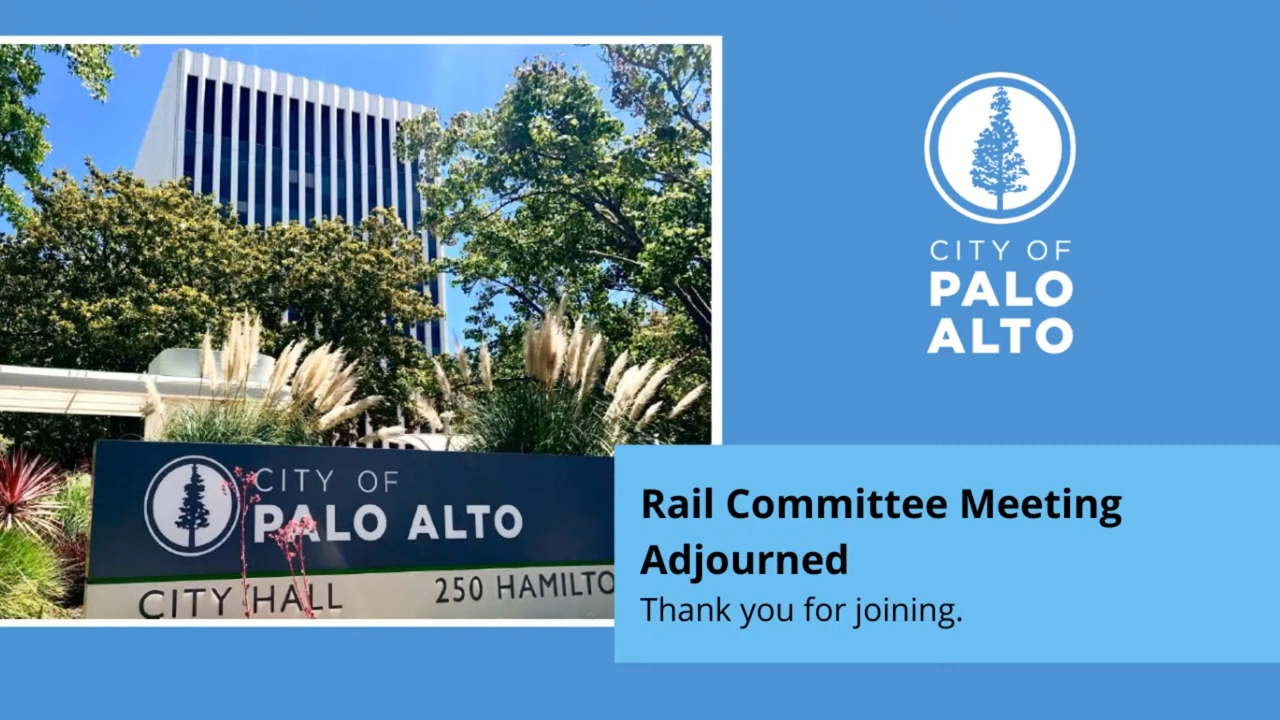 CITY OF
PALO ALTO
CITY HALL
250 HAMILTO
CITY OF
PALO
ALTO
Rail Committee Meeting
Adjourned
Thank you for joining.